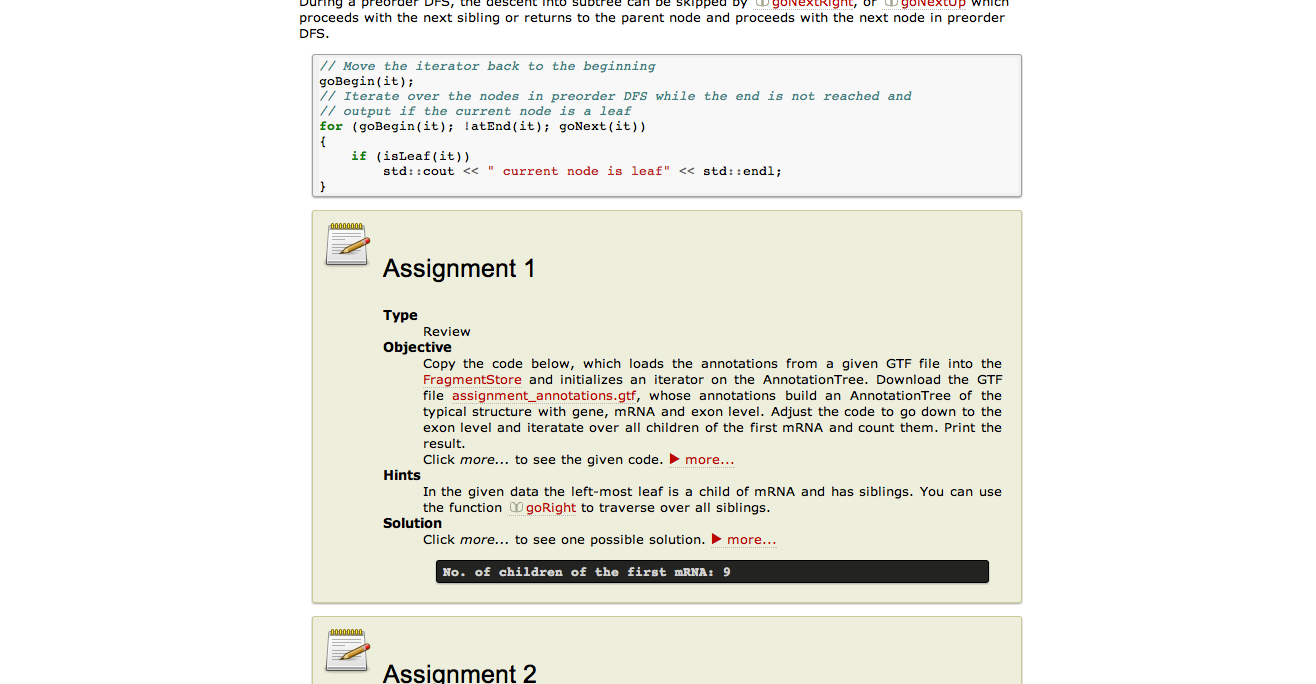 During a preorder DFS, the descent into subtree can be skipped by goNextRight, or goNextUp which
proceeds with the next sibling or returns to the parent node and proceeds with the next node in preorder
DFS.
// Move the iterator back to the beginning
goBegin(it);
// Iterate over the nodes in preorder DFS while the end is not reached and
// output if the current node is a leaf
for (goBegin(it); !atEnd(it); goNext(it))
{
    if (isLeaf(it))
        std::cout << " current node is leaf" << std::endl;
}
Assignment 1
Type
Review
Objective
Copy the code below, which loads the annotations from a given GTF file into the
FragmentStore and initializes an iterator on the AnnotationTree. Download the GTF
file assignment_annotations.gtf, whose annotations build an AnnotationTree of the
typical structure with gene, mRNA and exon level. Adjust the code to go down to the
exon level and iteratate over all children of the first mRNA and count them. Print the
result.
Click more... to see the given code. ▶ more...
Hints
In the given data the left-most leaf is a child of mRNA and has siblings. You can use
the function goRight to traverse over all siblings.
Solution
Click more... to see one possible solution. ▶ more...
No. of children of the first mRNA: 9
Assignment 2